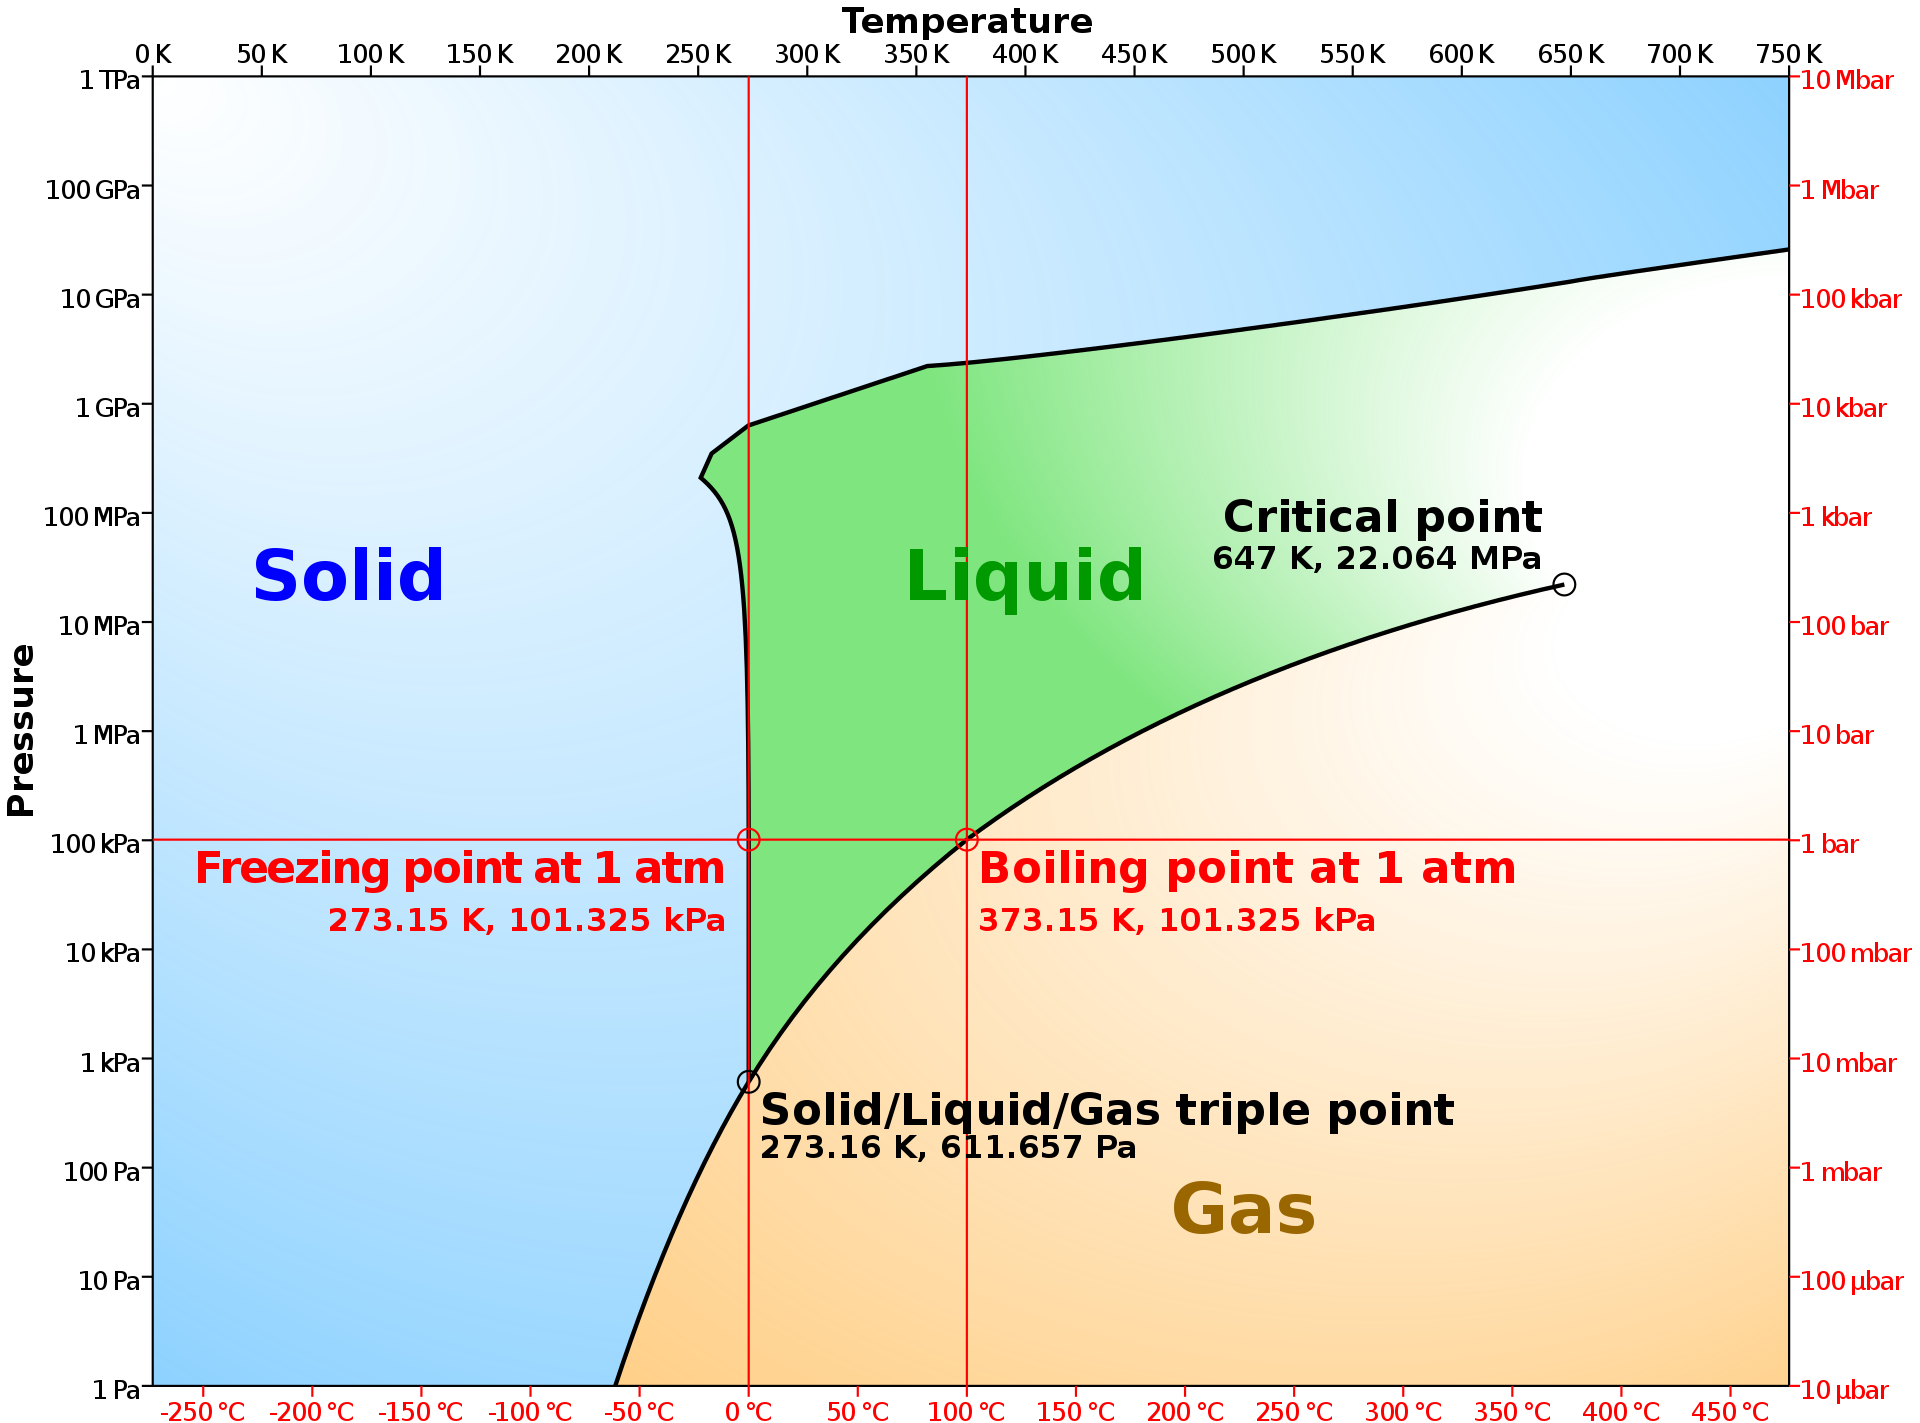 Temperature
0 K 50 K 100 K 150 K 200 K 250 K 300 K 350 K 400 K 450 K 500 K 550 K 600 K 650 K 700 K 750 K
1 TPa 10 Mbar
100 GPa 1 Mbar
10 GPa 100 kbar
1 GPa 10 kbar
100 MPa 1 kbar
Critical point
647 K, 22.064 MPa
Solid Liquid
10 MPa 100 bar
Pressure
1 MPa 10 bar
100 kPa 1 bar
Freezing point at 1 atm Boiling point at 1 atm
273.15 K, 101.325 kPa 373.15 K, 101.325 kPa
10 kPa 100 mbar
1 kPa 10 mbar
Solid/Liquid/Gas triple point
273.16 K, 611.657 Pa
100 Pa 1 mbar
Gas
10 Pa 100 µbar
1 Pa 10 µbar
-250 °C -200 °C -150 °C -100 °C -50 °C 0 °C 50 °C 100 °C 150 °C 200 °C 250 °C 300 °C 350 °C 400 °C 450 °C